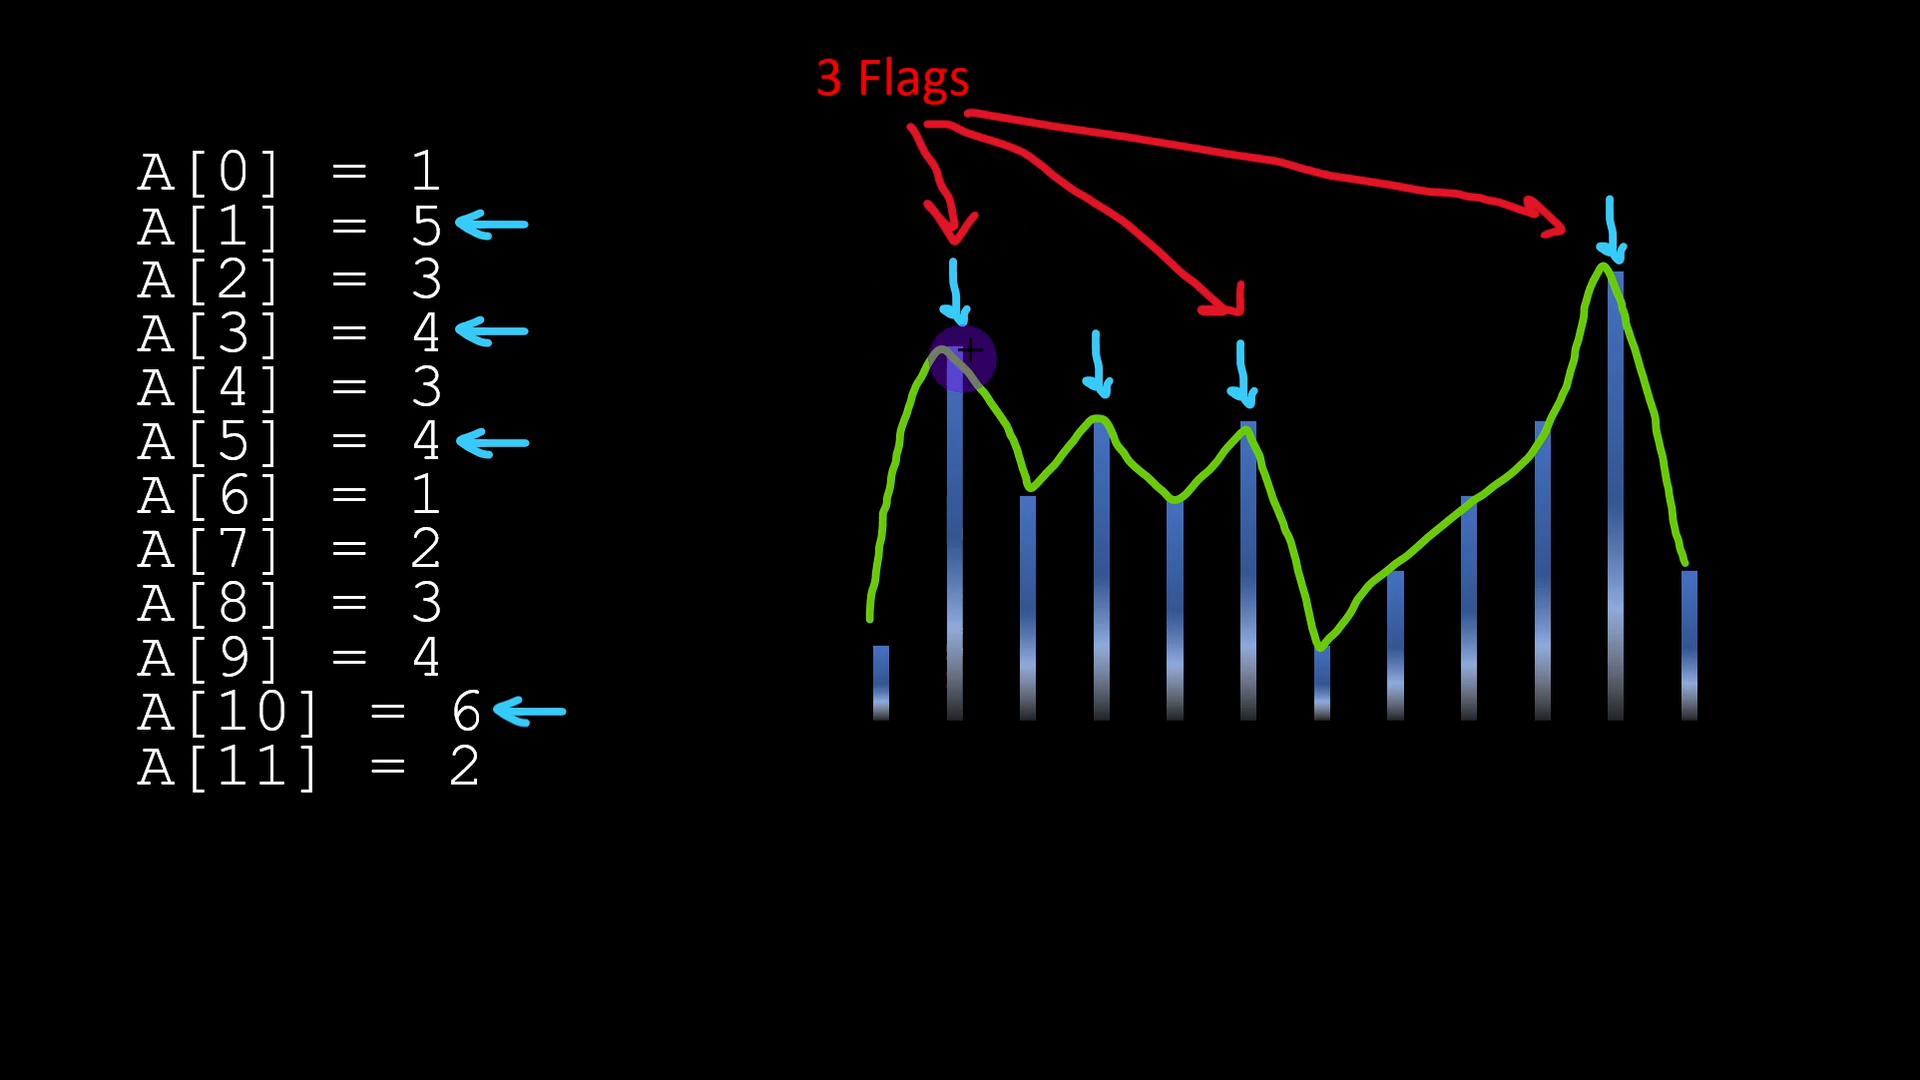 3 Flags
A[0] = 1
A[1] = 5
A[2] = 3
A[3] = 4
A[4] = 3
A[5] = 4
A[6] = 1
A[7] = 2
A[8] = 3
A[9] = 4
A[10] = 6
A[11] = 2